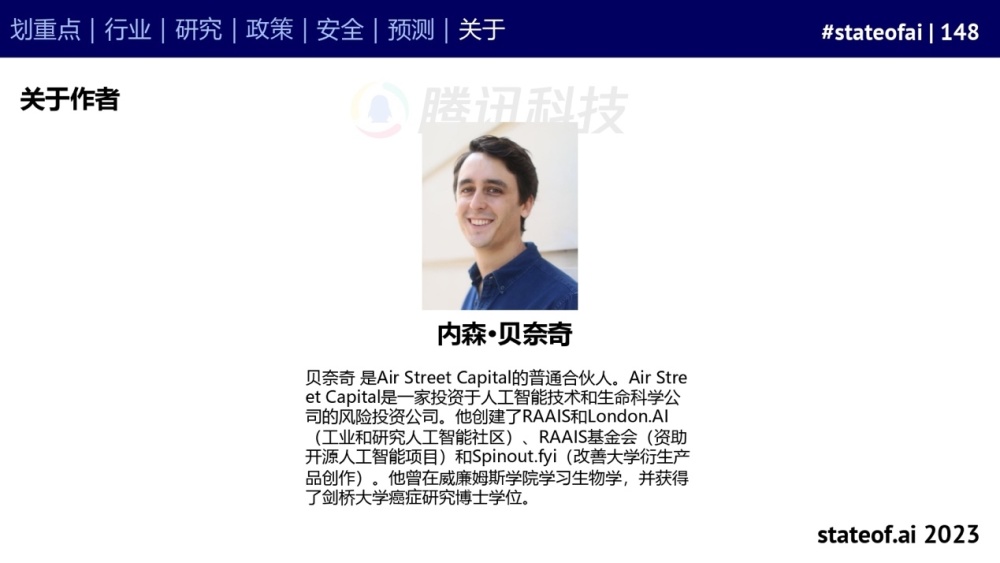 划重点 | 行业 | 研究 | 政策 | 安全 | 预测 | 关于
#stateofai | 148
关于作者
腾讯科技
内森·贝奈奇
贝奈奇 是Air Street Capital的普通合伙人。Air Stre
et Capital是一家投资于人工智能技术和生命科学公
司的风险投资公司。他创建了RAAIS和London.AI
（工业和研究人工智能社区）、RAAIS基金会（资助
开源人工智能项目）和Spinout.fyi（改善大学衍生产
品创作）。他曾在威廉姆斯学院学习生物学，并获得
了剑桥大学癌症研究博士学位。
stateof.ai 2023